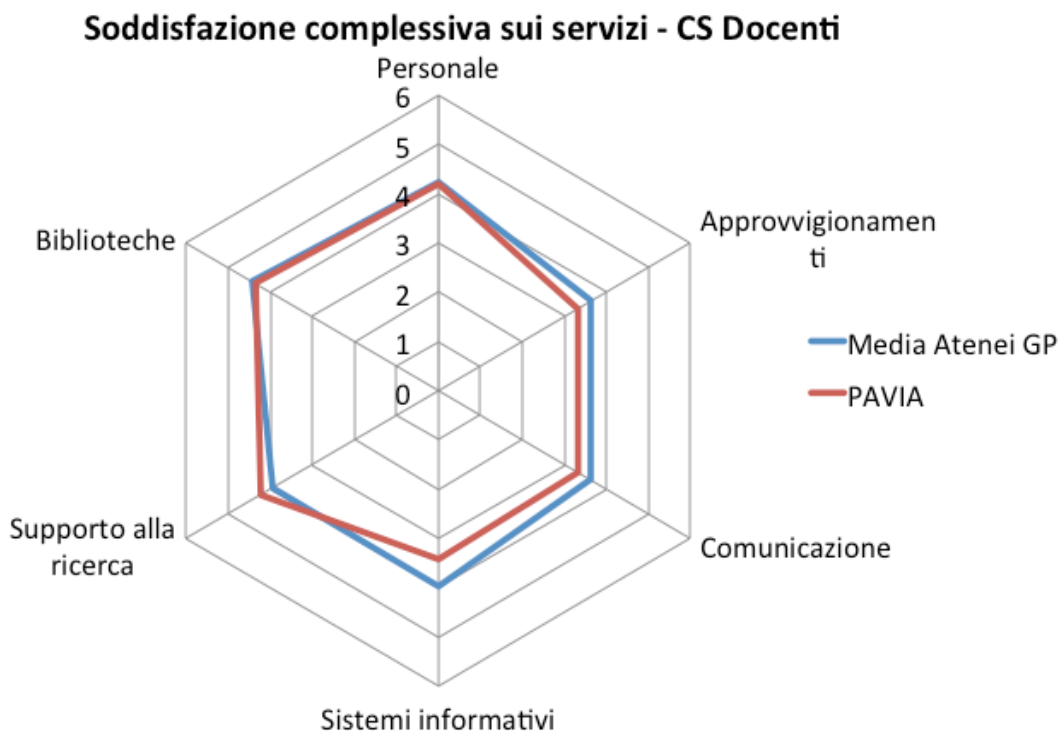 Soddisfazione complessiva sui servizi - CS Docenti
Personale
6
5
4
3
2
1
0
Approvvigionamen
ti
Comunicazione
Sistemi informativi
Supporto alla
ricerca
Biblioteche
Media Atenei GP
PAVIA